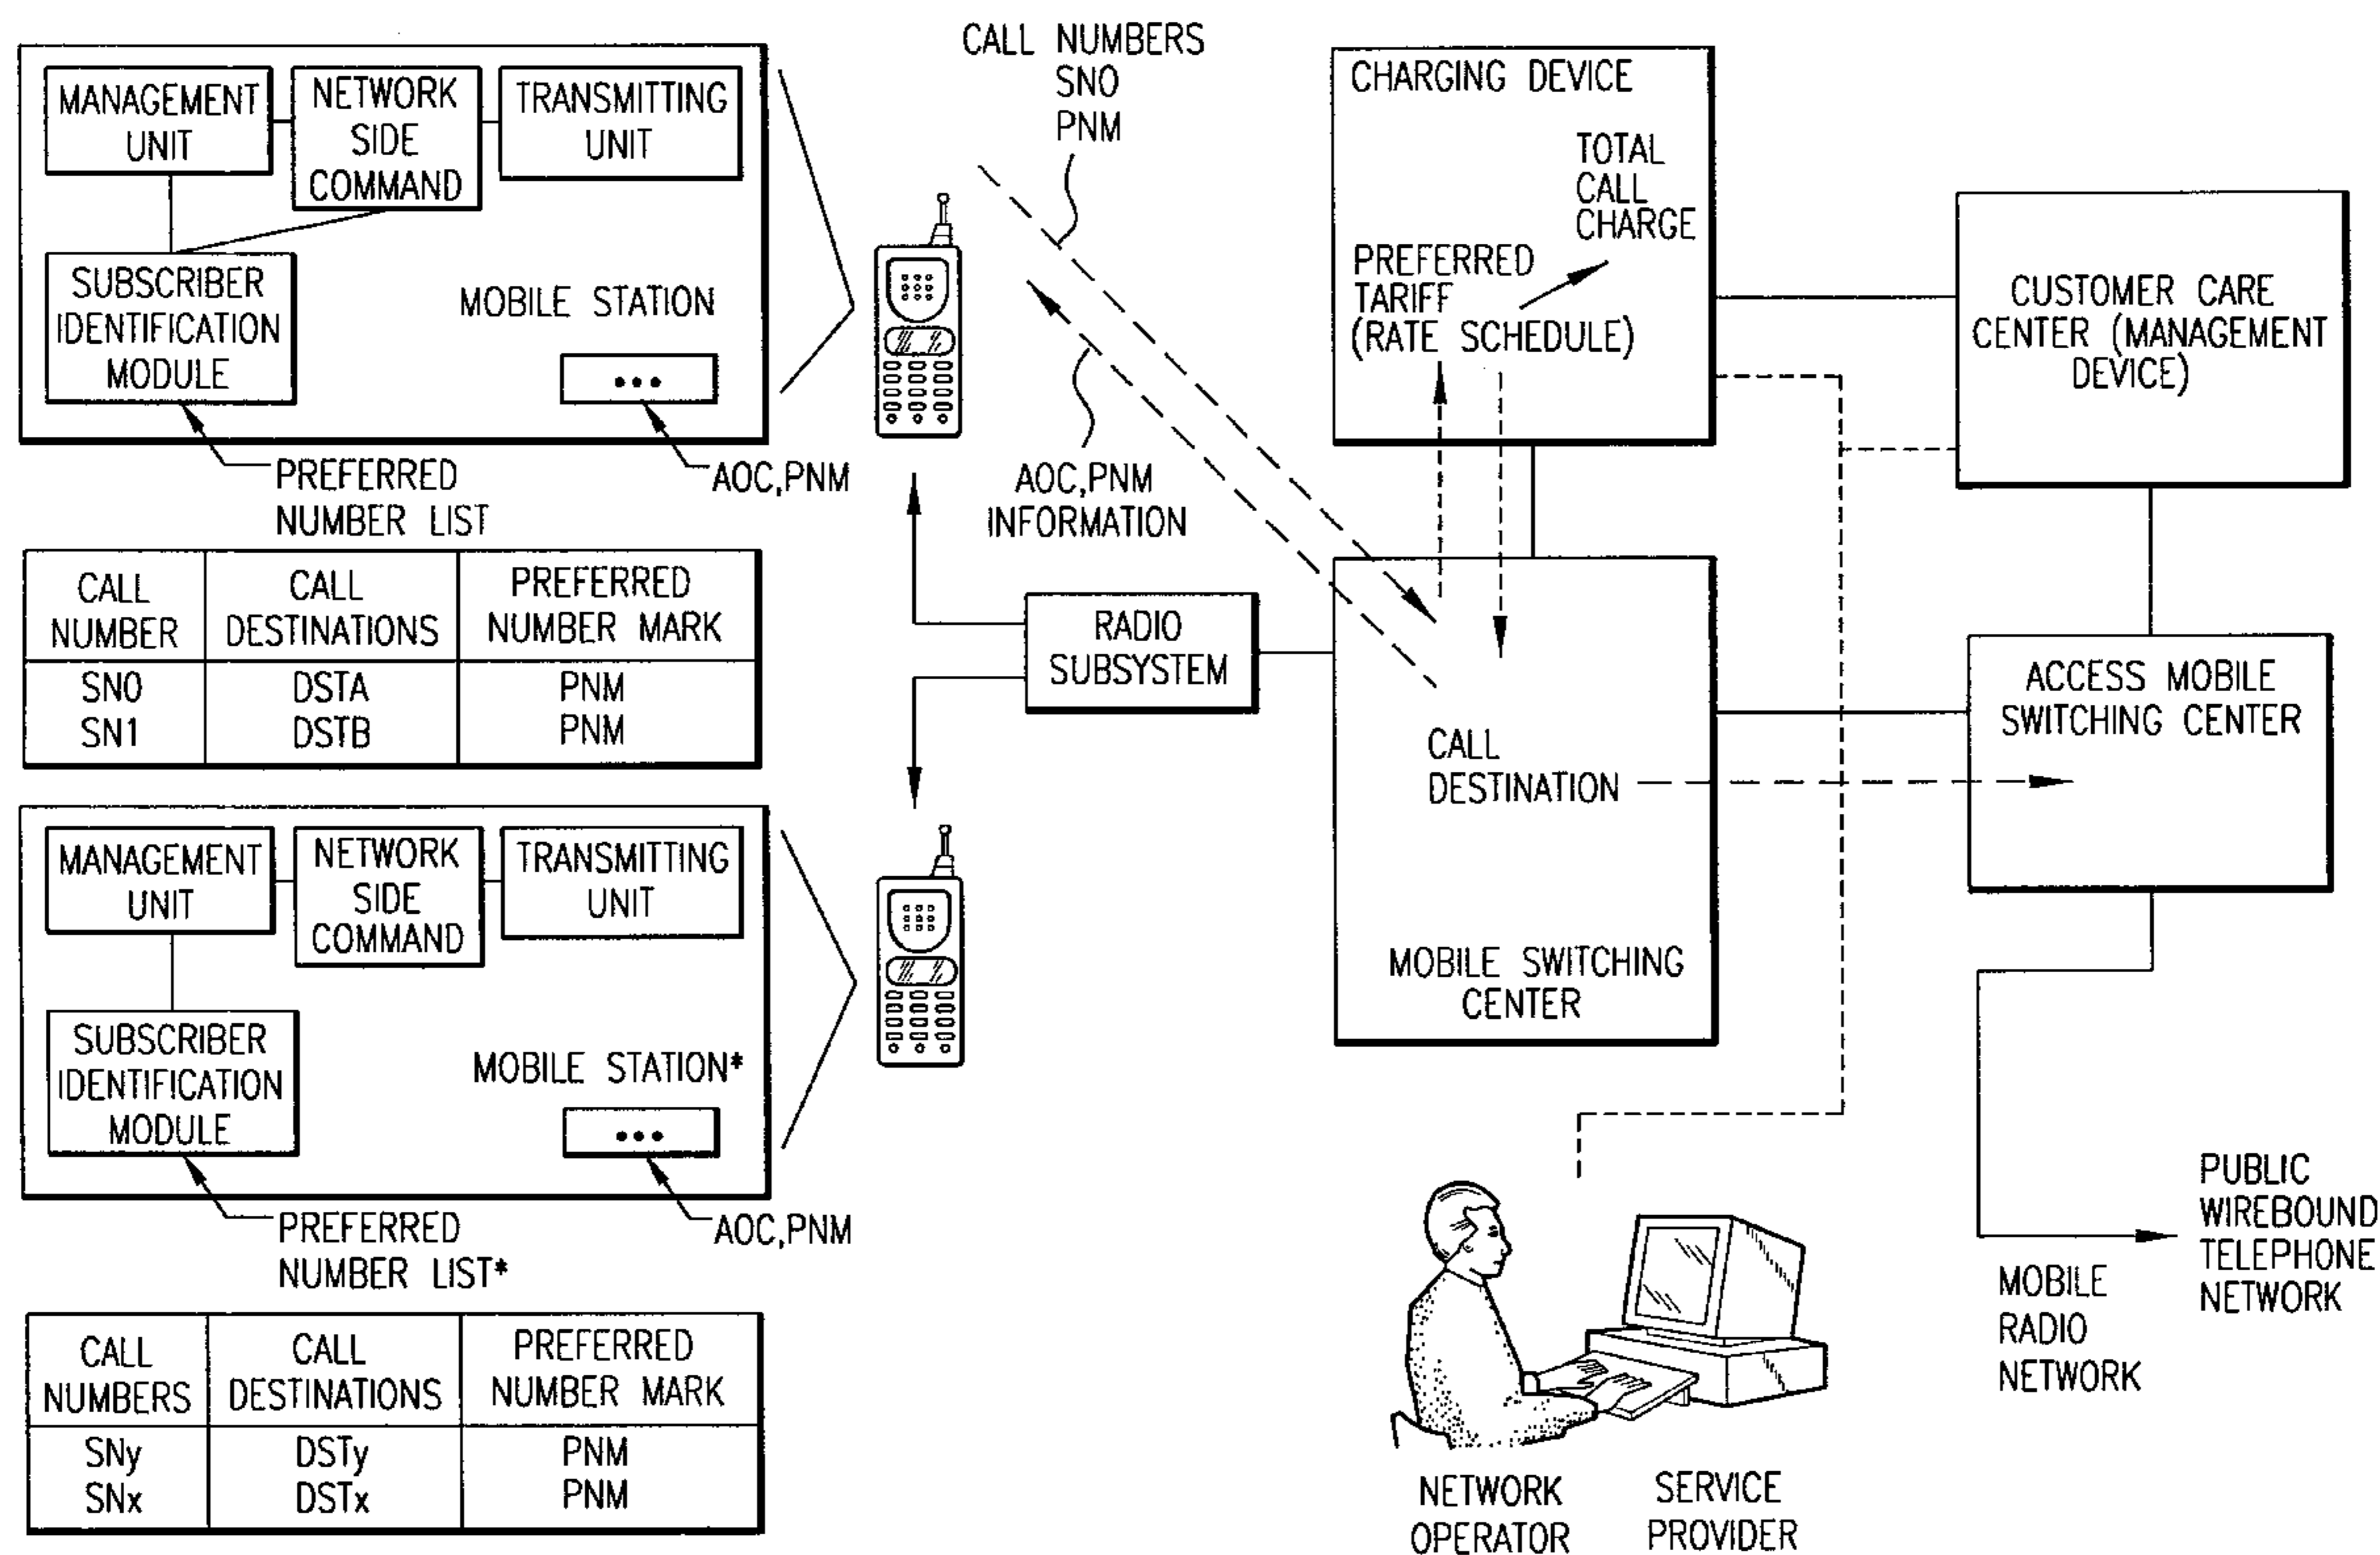 MANAGEMENT
UNIT
NETWORK
SIDE
COMMAND
TRANSMITTING
UNIT
SUBSCRIBER
IDENTIFICATION
MODULE
MOBILE STATION
•••
PREFERRED
NUMBER LIST
AOC,PNM
CALL
NUMBER
CALL
DESTINATIONS
PREFERRED
NUMBER MARK
SN0 DSTA PNM
SN1 DSTB PNM
MANAGEMENT
UNIT
NETWORK
SIDE
COMMAND
TRANSMITTING
UNIT
SUBSCRIBER
IDENTIFICATION
MODULE
MOBILE STATION*
•••
PREFERRED
NUMBER LIST*
AOC,PNM
CALL
NUMBERS
CALL
DESTINATIONS
PREFERRED
NUMBER MARK
SNy DSTy PNM
SNx DSTx PNM
CALL NUMBERS
SNO
PNM
AOC,PNM
INFORMATION
RADIO
SUBSYSTEM
CHARGING DEVICE
TOTAL
CALL
CHARGE
PREFERRED
TARIFF
(RATE SCHEDULE)
CALL
DESTINATION
MOBILE SWITCHING
CENTER
CUSTOMER CARE
CENTER (MANAGEMENT
DEVICE)
ACCESS MOBILE
SWITCHING CENTER
PUBLIC
WIREBOUND
TELEPHONE
NETWORK
MOBILE
RADIO
NETWORK
NETWORK
OPERATOR
SERVICE
PROVIDER